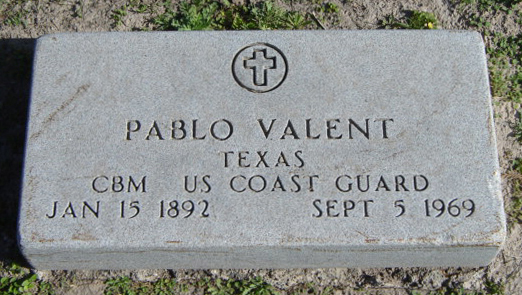 PABLO VALENT
TEXAS
CBM US COAST GUARD
JAN 15 1892 SEPT 5 1969